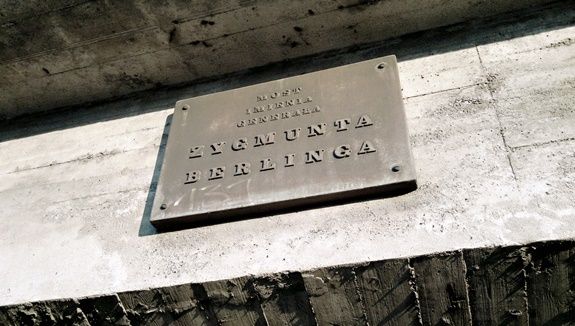 MOST
IMIENIA
GENERAŁA
ZYGMUNTA
BERLINGA